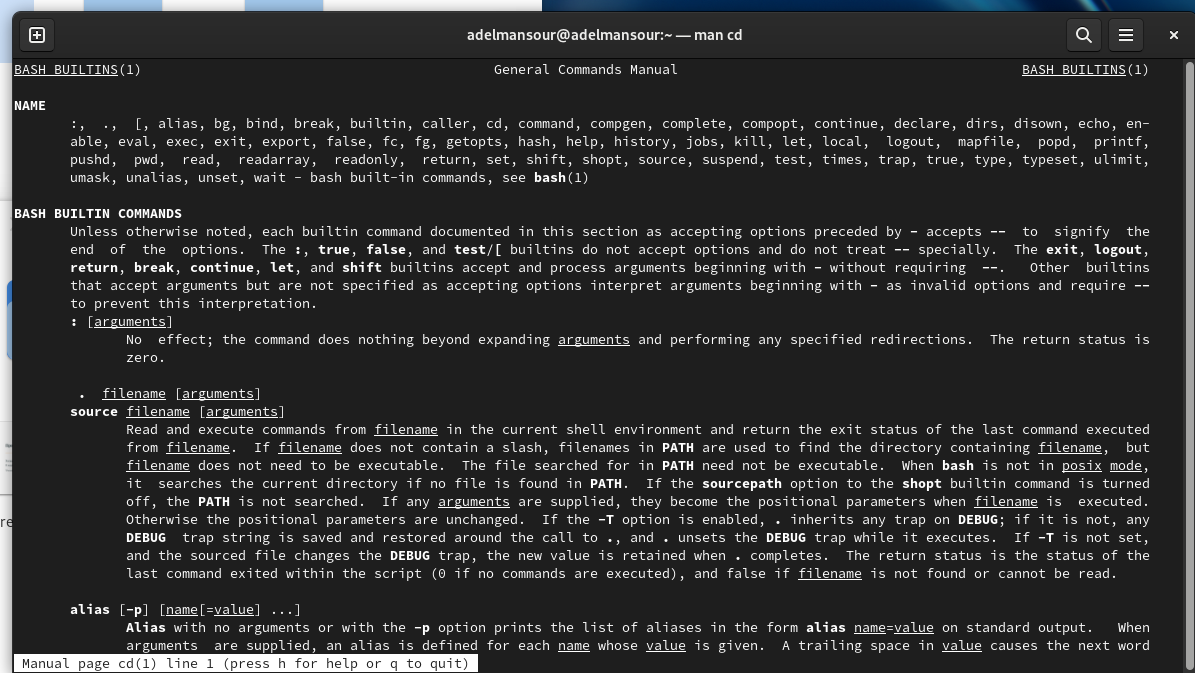 adelmansour@adelmansour:~ — man cd
BASH BUILTINS(1) General Commands Manual BASH BUILTINS(1)
NAME
:, ., [, alias, bg, bind, break, builtin, caller, cd, command, compgen, complete, compopt, continue, declare, dirs, disown, echo, en-
able, eval, exec, exit, export, false, fc, fg, getopts, hash, help, history, jobs, kill, let, local, logout, mapfile, popd, printf,
pushd, pwd, read, readarray, readonly, return, set, shift, shopt, source, suspend, test, times, trap, true, type, typeset, ulimit,
umask, unalias, unset, wait - bash built-in commands, see bash(1)
BASH BUILTIN COMMANDS
Unless otherwise noted, each builtin command documented in this section as accepting options preceded by - accepts -- to signify the
end of the options. The :, true, false, and test/[ builtins do not accept options and do not treat -- specially. The exit, logout,
return, break, continue, let, and shift builtins accept and process arguments beginning with - without requiring --. Other builtins
that accept arguments but are not specified as accepting options interpret arguments beginning with - as invalid options and require --
to prevent this interpretation.
: [arguments]
No effect; the command does nothing beyond expanding arguments and performing any specified redirections. The return status is
zero.
. filename [arguments]
source filename [arguments]
Read and execute commands from filename in the current shell environment and return the exit status of the last command executed
from filename. If filename does not contain a slash, filenames in PATH are used to find the directory containing filename, but
filename does not need to be executable. The file searched for in PATH need not be executable. When bash is not in posix mode,
it searches the current directory if no file is found in PATH. If the sourcepath option to the shopt builtin command is turned
off, the PATH is not searched. If any arguments are supplied, they become the positional parameters when filename is executed.
Otherwise the positional parameters are unchanged. If the -T option is enabled, . inherits any trap on DEBUG; if it is not, any
DEBUG trap string is saved and restored around the call to ., and . unsets the DEBUG trap while it executes. If -T is not set,
and the sourced file changes the DEBUG trap, the new value is retained when . completes. The return status is the status of the
last command exited within the script (0 if no commands are executed), and false if filename is not found or cannot be read.
alias [-p] [name[=value] ...]
Alias with no arguments or with the -p option prints the list of aliases in the form alias name=value on standard output. When
arguments are supplied, an alias is defined for each name whose value is given. A trailing space in value causes the next word
Manual page cd(1) line 1 (press h for help or q to quit)